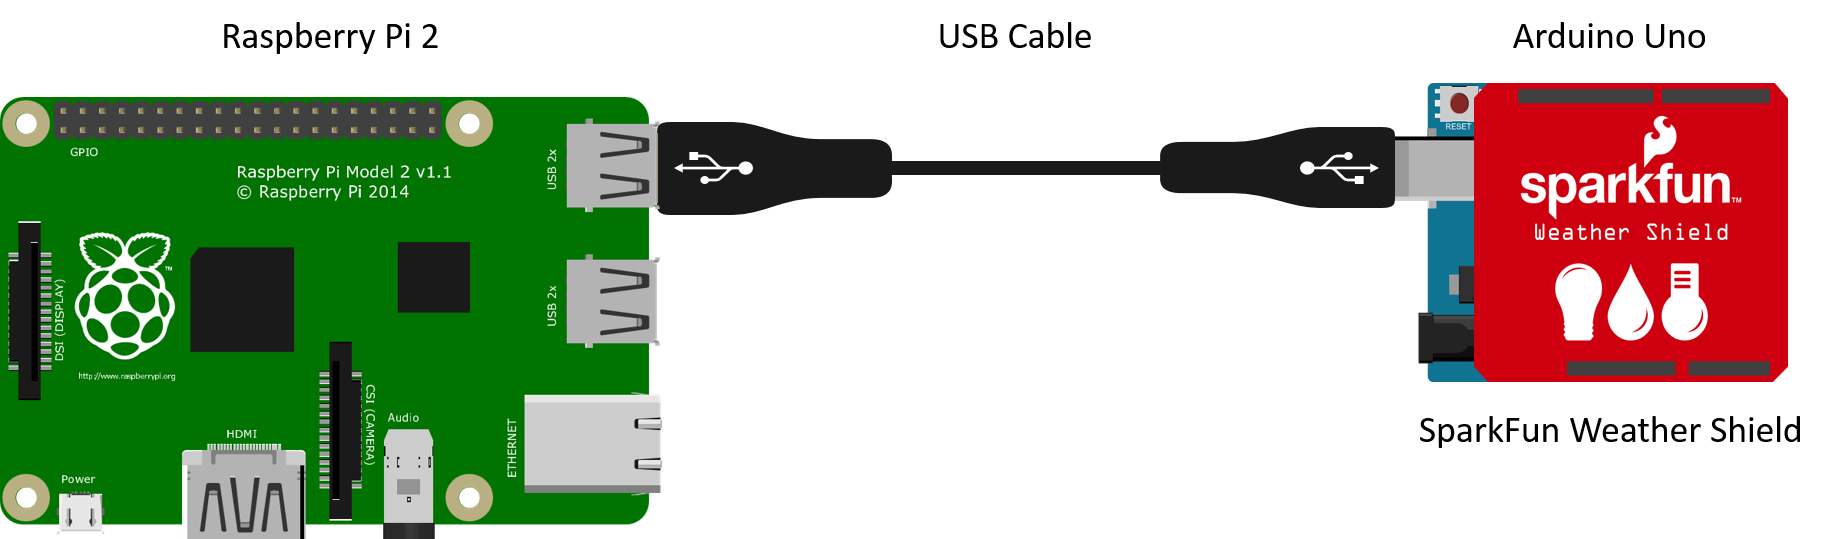 Raspberry Pi 2
USB Cable
Arduino Uno
GPIO
Raspberry Pi Model 2 v1.1
© Raspberry Pi 2014
USB 2x
RESET
sparkfun™
Weather Shield
DSI (DISPLAY)
™
http://www.raspberrypi.org
USB 2x
CSI (CAMERA)
Audio
HDMI
ETHERNET
Power
SparkFun Weather Shield